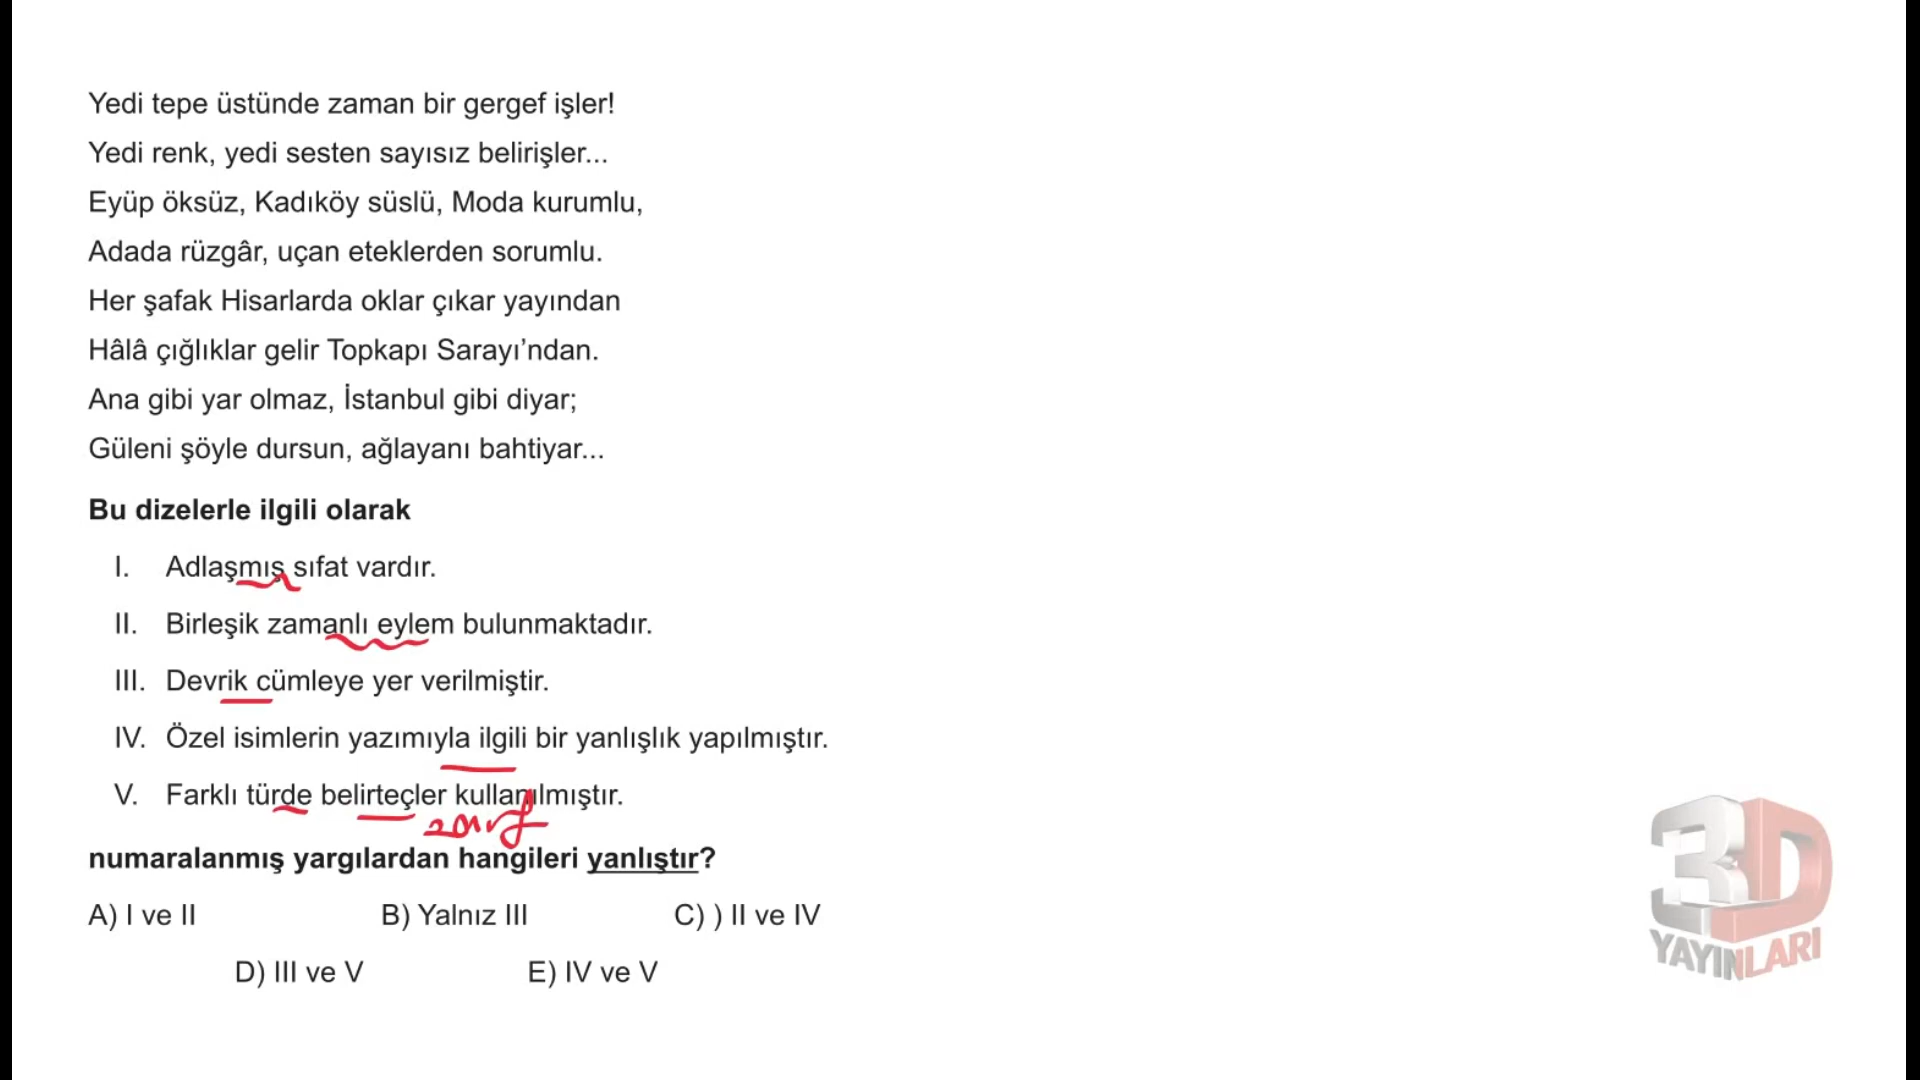 Yedi tepe üstünde zaman bir gergef işler!
Yedi renk, yedi sesten sayısız belirişler...
Eyüp öksüz, Kadıköy süslü, Moda kurumlu,
Adada rüzgâr, uçan eteklerden sorumlu.
Her şafak Hisarlarda oklar çıkar yayından
Hâlâ çığlıklar gelir Topkapı Sarayı’ndan.
Ana gibi yar olmaz, İstanbul gibi diyar;
Güleni şöyle dursun, ağlayanı bahtiyar...
Bu dizelerle ilgili olarak
I. Adlaşmış sıfat vardır.
II. Birleşik zamanlı eylem bulunmaktadır.
III. Devrik cümleye yer verilmiştir.
IV. Özel isimlerin yazımıyla ilgili bir yanlışlık yapılmıştır.
V. Farklı türde belirteçler kullanılmıştır.
zarf
numaralanmış yargılardan hangileri yanlıştır?
A) I ve II B) Yalnız III C) ) II ve IV
D) III ve V E) IV ve V
3D
YAYINLARI